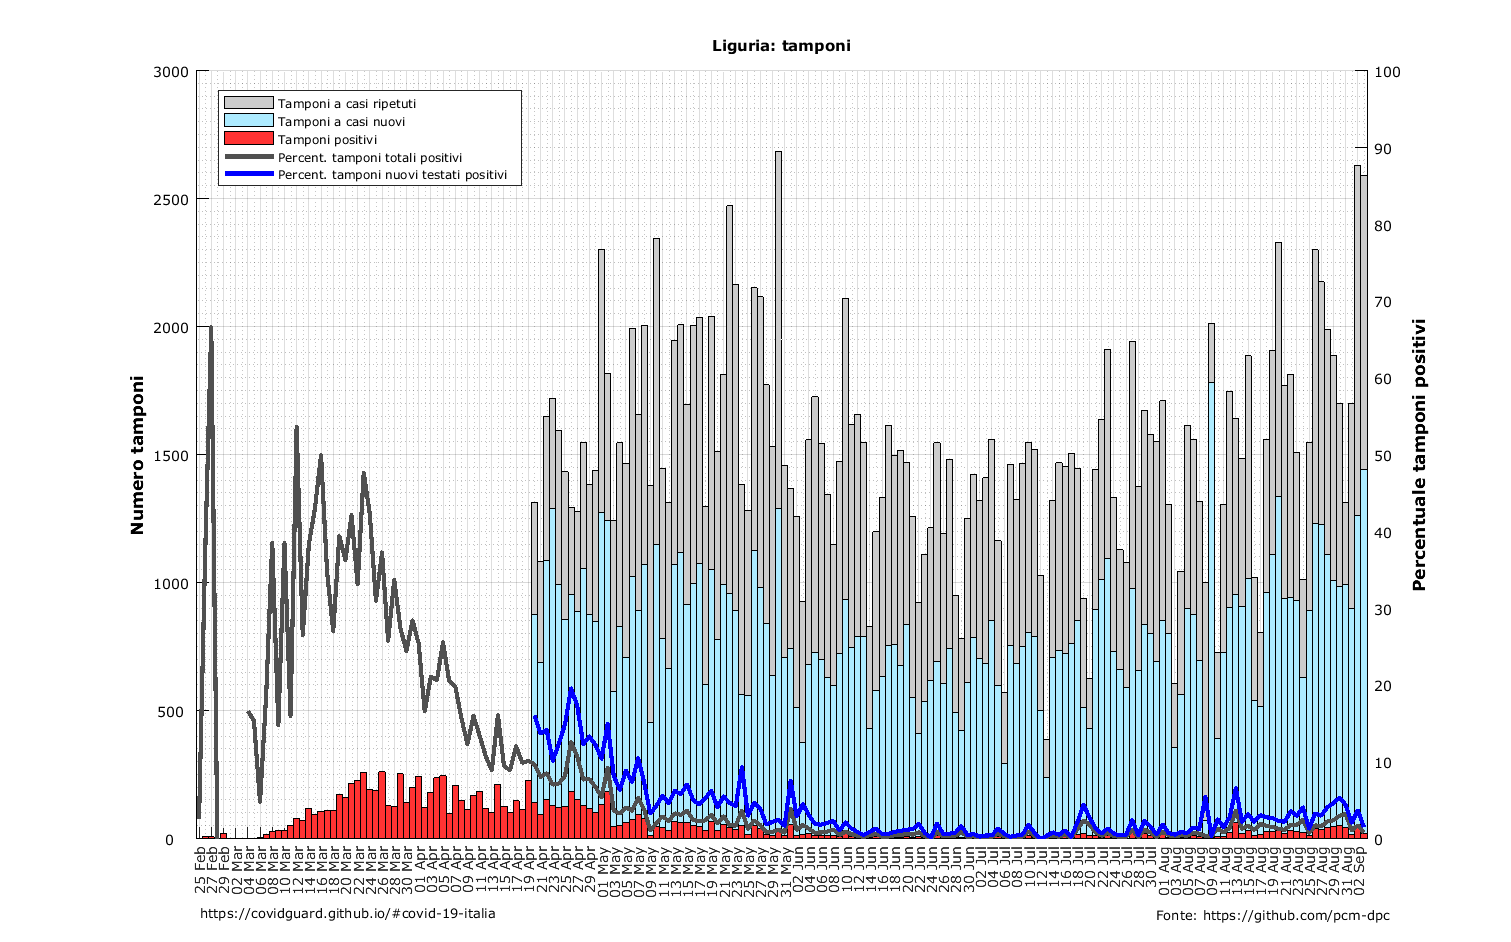 Liguria: tamponi
3000
2500
2000
1500
1000
500
0
Numero tamponi
Tamponi a casi ripetuti
Tamponi a casi nuovi
Tamponi positivi
Percent. tamponi totali positivi
Percent. tamponi nuovi testati positivi
100
90
80
70
60
50
40
30
20
10
0
Percentuale tamponi positivi
25 Feb
27 Feb
29 Feb
02 Mar
04 Mar
06 Mar
08 Mar
10 Mar
12 Mar
14 Mar
16 Mar
18 Mar
20 Mar
22 Mar
24 Mar
26 Mar
28 Mar
30 Mar
01 Apr
03 Apr
05 Apr
07 Apr
09 Apr
11 Apr
13 Apr
15 Apr
17 Apr
19 Apr
21 Apr
23 Apr
25 Apr
27 Apr
29 Apr
01 May
03 May
05 May
07 May
09 May
11 May
13 May
15 May
17 May
19 May
21 May
23 May
25 May
27 May
29 May
31 May
02 Jun
04 Jun
06 Jun
08 Jun
10 Jun
12 Jun
14 Jun
16 Jun
18 Jun
20 Jun
22 Jun
24 Jun
26 Jun
28 Jun
30 Jun
02 Jul
04 Jul
06 Jul
08 Jul
10 Jul
12 Jul
14 Jul
16 Jul
18 Jul
20 Jul
22 Jul
24 Jul
26 Jul
28 Jul
30 Jul
01 Aug
03 Aug
05 Aug
07 Aug
09 Aug
11 Aug
13 Aug
15 Aug
17 Aug
19 Aug
21 Aug
23 Aug
25 Aug
27 Aug
29 Aug
31 Aug
02 Sep
https://covidguard.github.io/#covid-19-italia
Fonte: https://github.com/pcm-dpc